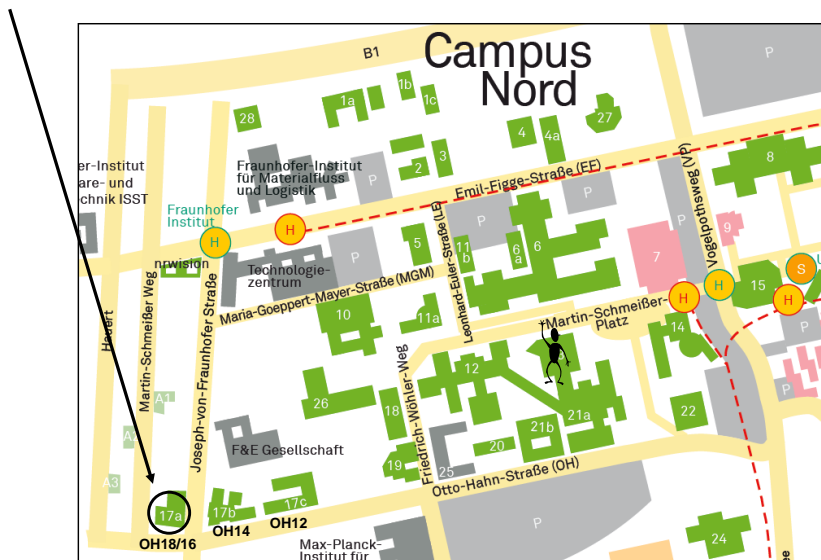 B1
Campus
Nord
P
1b
1a
1c
28
27
4
4a
3
2
8
er-Institut
are- und
echnik ISST
Fraunhofer-Institut
für Materialfluss
und Logistik
P
Emil-Figge-Straße (EF)
P
P
Vogelpothsweg (VP)
Fraunhofer
Institut
H
H
P
P
5
11
b
6
a
6
7
9
nrwision
Technologie-
zentrum
Maria-Goeppert-Mayer-Straße (MGM)
Leonhard-Euler-Straße (LE)
S
H
H
15
H
Martin-Schmeißer-
Platz
10
11a
14
P
Hauert
Martin-Schmeißer Weg
Joseph-von-Fraunhofer Straße
Friedrich-Wöhler-Weg
12
P
26
18
21a
22
A1
A2
21b
F&E Gesellschaft
20
19
25
A3
Otto-Hahn-Straße (OH)
17a
17b
17c
OH18/16
OH14
OH12
P
24
Max-Planck-
Institut für